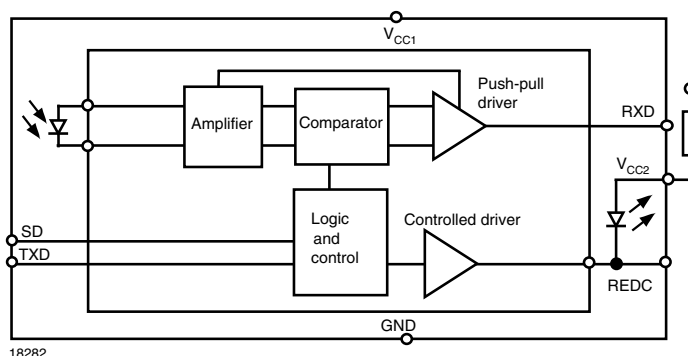 V CC1
Push-pull
driver
RXD
Amplifier
Comparator
V CC2
Logic
and
control
Controlled driver
SD
TXD
REDC
GND
18282